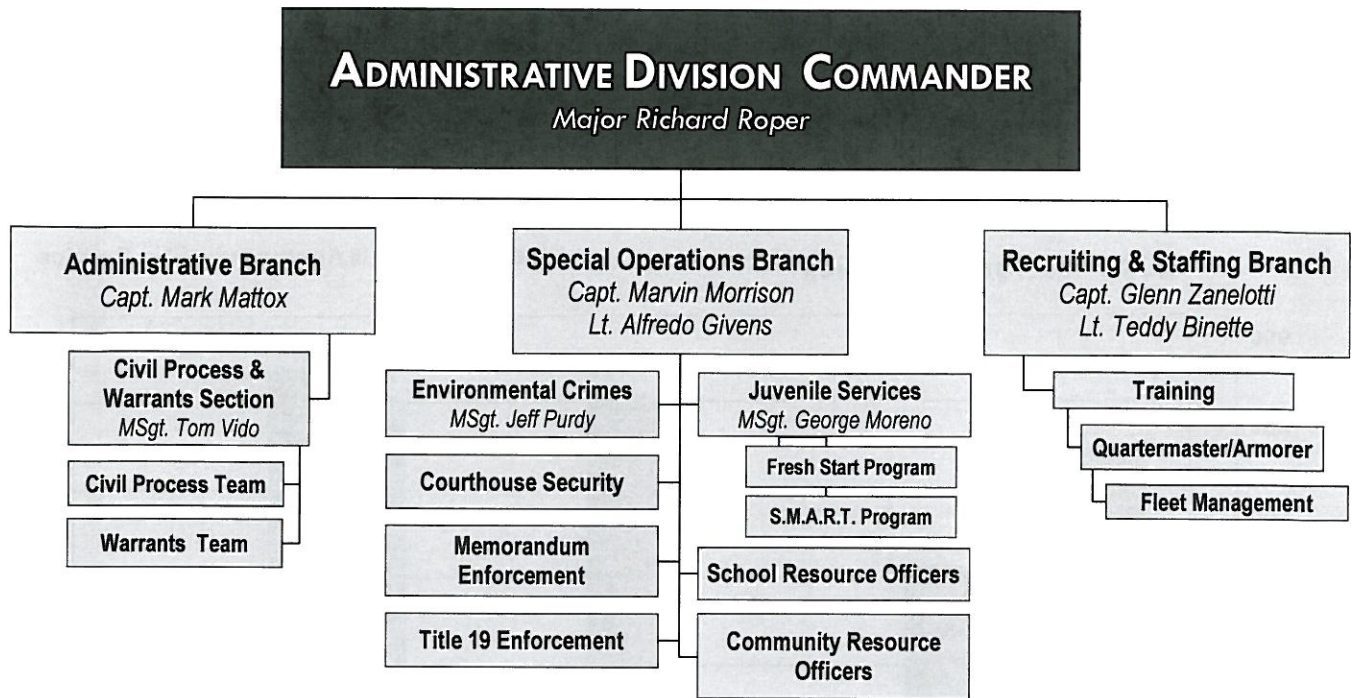 ADMINISTRATIVE DIVISION COMMANDER
Major Richard Roper
Administrative Branch
Capt. Mark Mattox
Civil Process &
Warrants Section
MSgt. Tom Vido
Civil Process Team
Warrants Team
Special Operations Branch
Capt. Marvin Morrison
Lt. Alfredo Givens
Environmental Crimes
MSgt. Jeff Purdy
Courthouse Security
Memorandum
Enforcement
Title 19 Enforcement
Juvenile Services
MSgt. George Moreno
Fresh Start Program
S.M.A.R.T. Program
School Resource Officers
Community Resource
Officers
Recruiting & Staffing Branch
Capt. Glenn Zanelotti
Lt. Teddy Binette
Training
Quartermaster/Armorer
Fleet Management